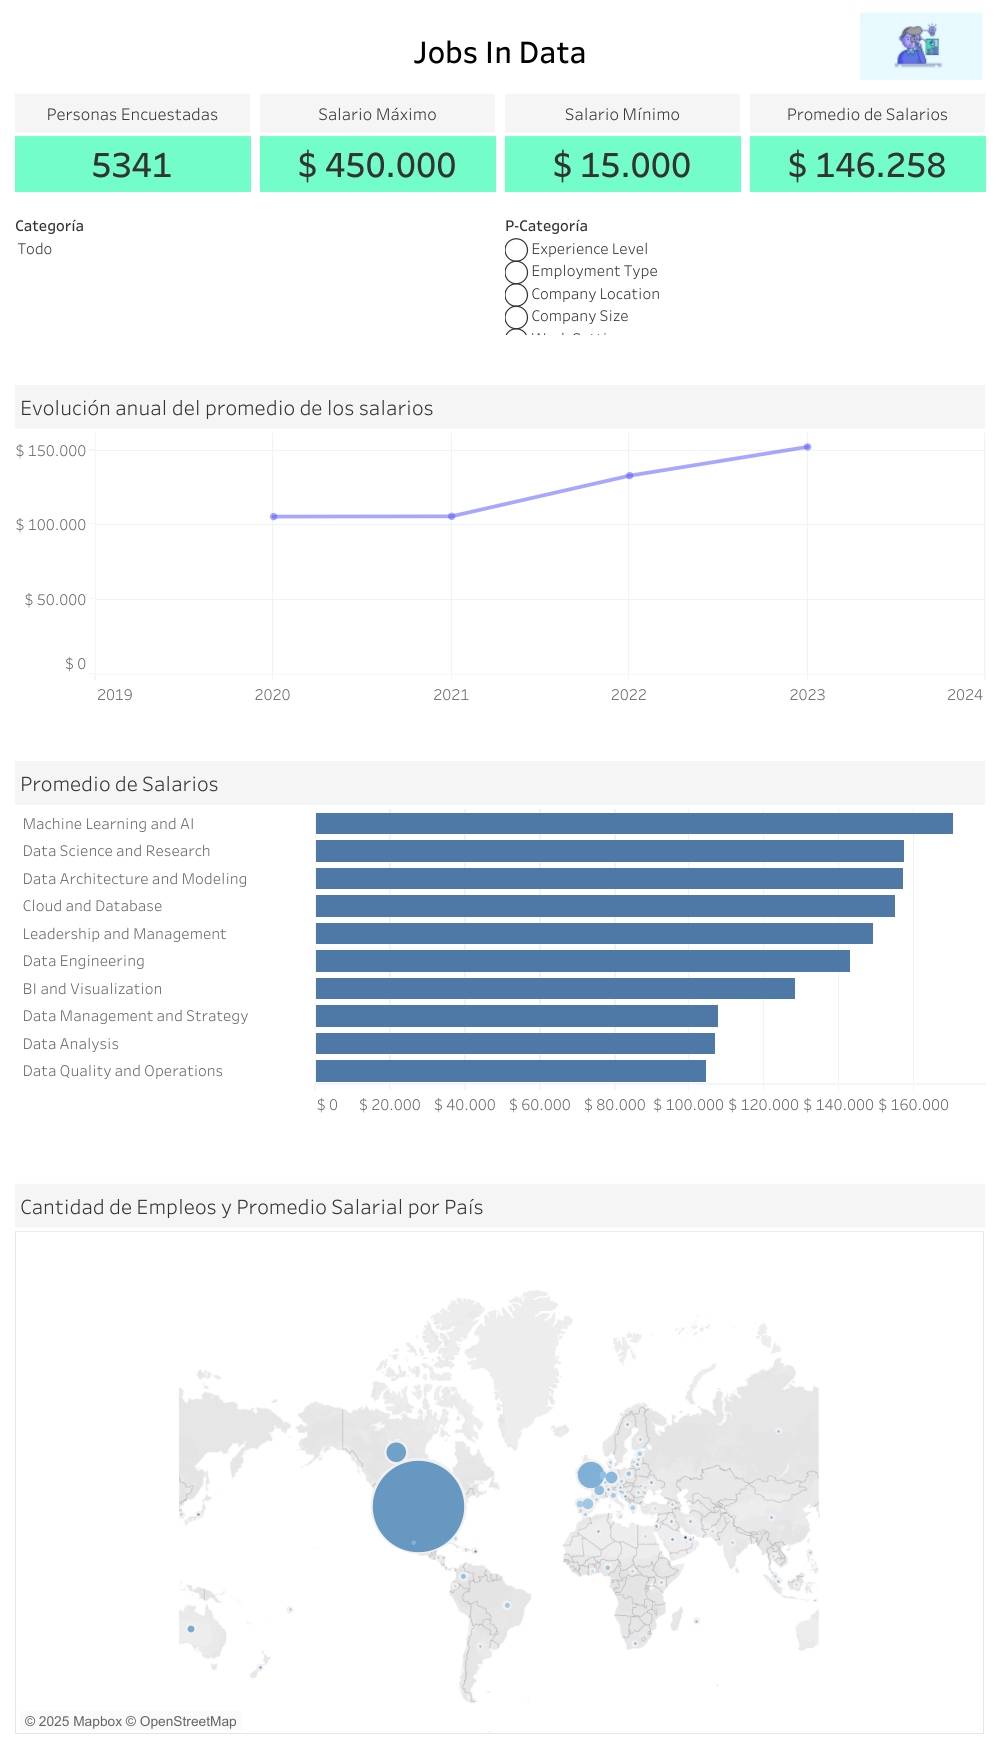 Jobs In Data
Personas Encuestadas
Salario Máximo
Salario Mínimo
Promedio de Salarios
5341
$ 450.000
$ 15.000
$ 146.258
Categoría
Todo
P-Categoría
Experience Level
Employment Type
Company Location
Company Size
Evolución anual del promedio de los salarios
$ 150.000
$ 100.000
$ 50.000
$ 0
2019 2020 2021 2022 2023 2024
Promedio de Salarios
Machine Learning and AI
Data Science and Research
Data Architecture and Modeling
Cloud and Database
Leadership and Management
Data Engineering
BI and Visualization
Data Management and Strategy
Data Analysis
Data Quality and Operations
$ 0 $ 20.000 $ 40.000 $ 60.000 $ 80.000 $ 100.000 $ 120.000 $ 140.000 $ 160.000
Cantidad de Empleos y Promedio Salarial por País
© 2025 Mapbox © OpenStreetMap